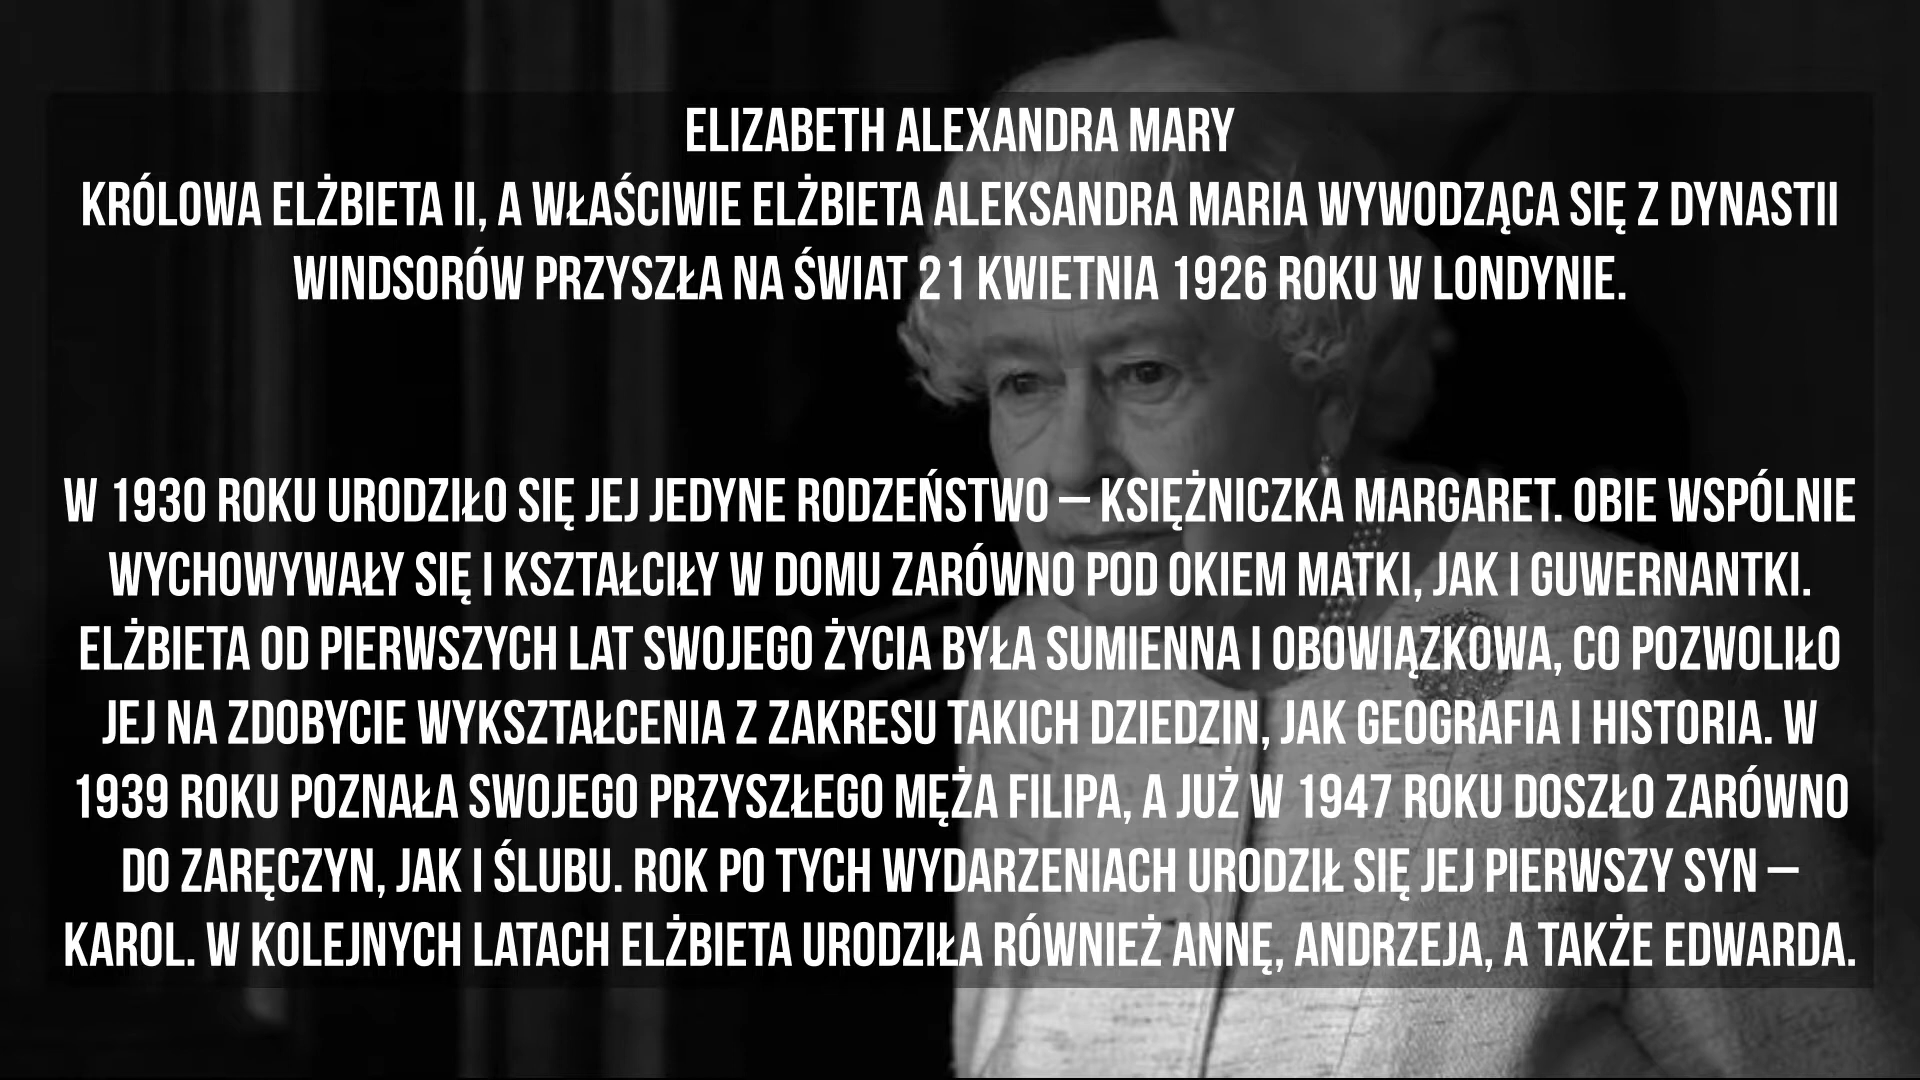 ELIZABETH ALEXANDRA MARY
KRÓLOWA ELŻBIETA II, A WŁAŚCIWIE ELŻBIETA ALEKSANDRA MARIA WYWODZĄCA SIĘ Z DYNASTII
WINDSORÓW PRZYSZŁA NA ŚWIAT 21 KWIETNIA 1926 ROKU W LONDYNIE.
W 1930 ROKU URODZIŁO SIĘ JEJ JEDYNE RODZEŃSTWO – KSIĘŻNICZKA MARGARET. OBIE WSPÓLNIE
WYCHOWYWAŁY SIĘ I KSZTAŁCIŁY W DOMU ZARÓWNO POD OKIEM MATKI, JAK I GUWERNANTKI.
ELŻBIETA OD PIERWSZYCH LAT SWOJEGO ŻYCIA BYŁA SUMIENNA I OBOWIĄZKOWA, CO POZWOLIŁO
JEJ NA ZDOBYCIE WYKSZTAŁCENIA Z ZAKRESU TAKICH DZIEDZIN, JAK GEOGRAFIA I HISTORIA. W
1939 ROKU POZNAŁA SWOJEGO PRZYSZŁEGO MĘŻA FILIPA, A JUŻ W 1947 ROKU DOSZŁO ZARÓWNO
DO ZARĘCZYN, JAK I ŚLUBU. ROK PO TYCH WYDARZENIACH URODZIŁ SIĘ JEJ PIERWSZY SYN –
KAROL. W KOLEJNYCH LATACH ELŻBIETA URODZIŁA RÓWNIEŻ ANNĘ, ANDRZEJA, A TAKŻE EDWARDA.